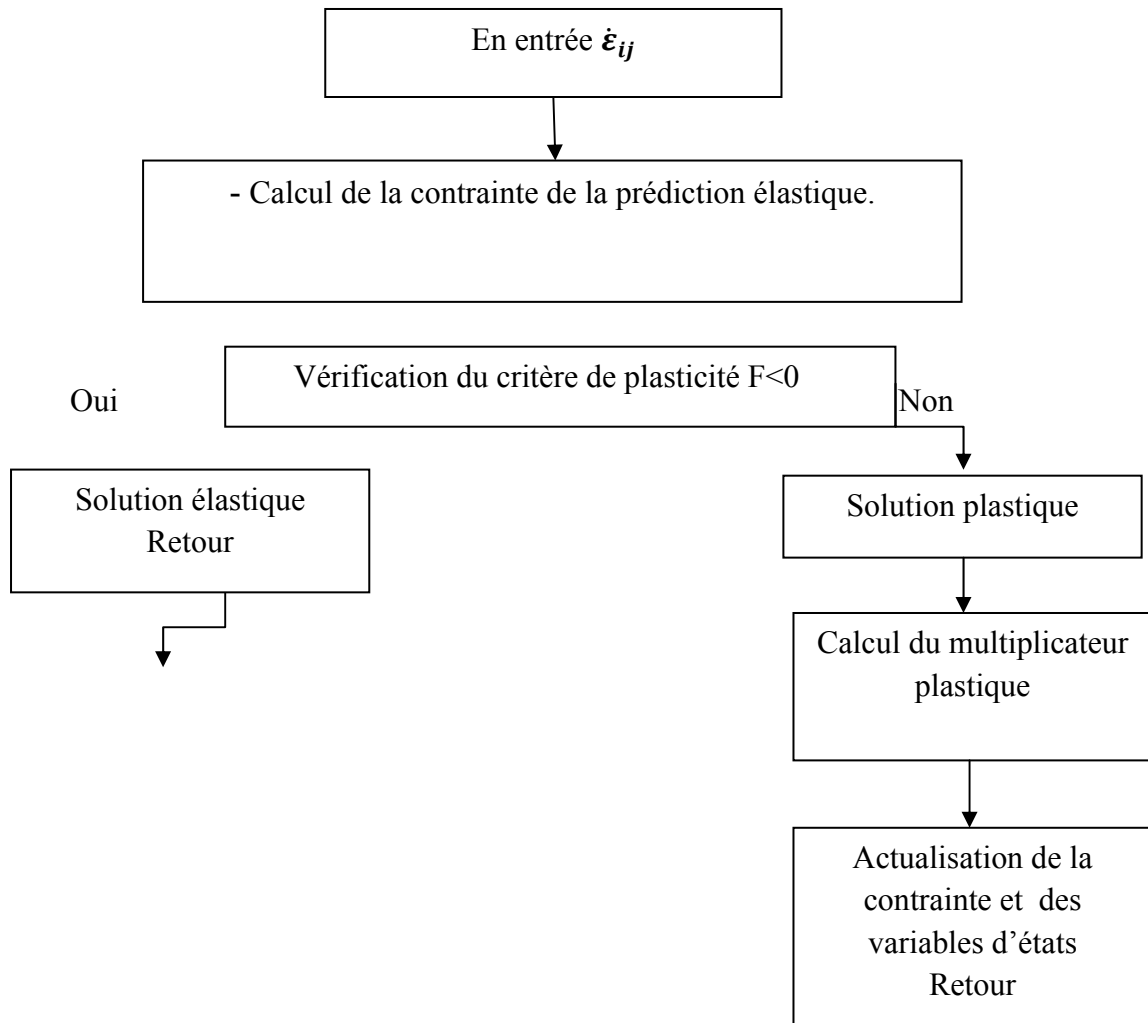 En entrée ε̇ij
- Calcul de la contrainte de la prédiction élastique.
Vérification du critère de plasticité F<0
Oui
Non
Solution élastique
Retour
Solution plastique
Calcul du multiplicateur
plastique
Actualisation de la
contrainte et des
variables d’états
Retour